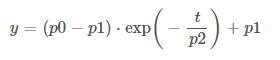 y = (p0 − p1) · exp(− t/p2) + p1